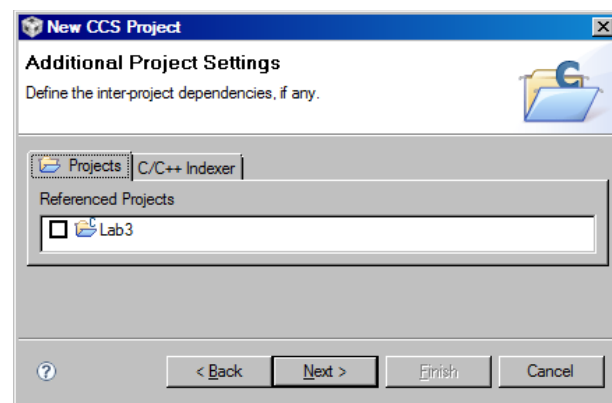 New CCS Project
Additional Project Settings
Define the inter-project dependencies, if any.
Projects
C/C++ Indexer
Referenced Projects
Lab3
< Back
Next >
Finish
Cancel